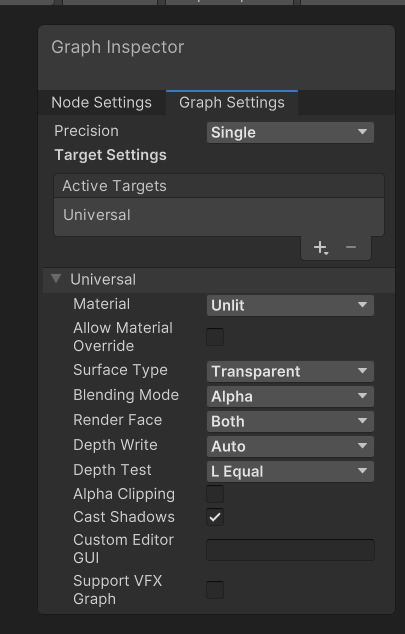 Graph Inspector
Node Settings Graph Settings
Precision Single
Target Settings
Active Targets
Universal
Universal
Material Unlit
Allow Material
Override
Surface Type Transparent
Blending Mode Alpha
Render Face Both
Depth Write Auto
Depth Test L Equal
Alpha Clipping
Cast Shadows
Custom Editor
GUI
Support VFX
Graph